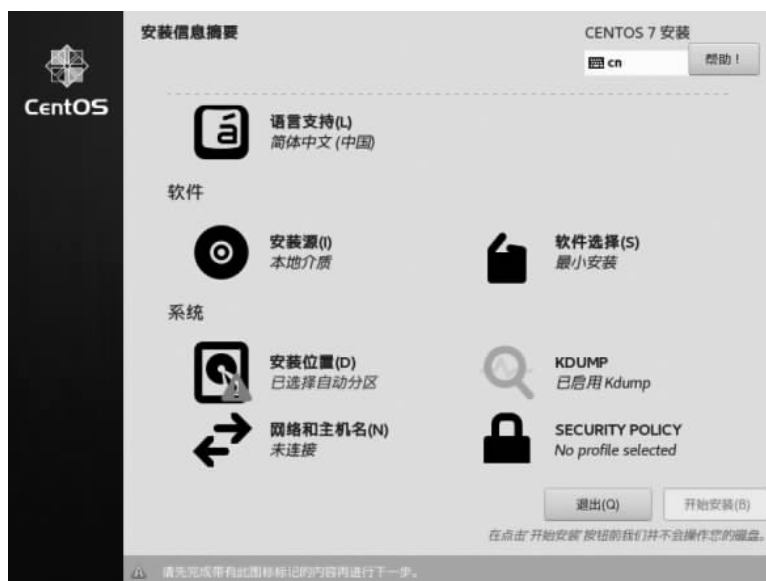 安装信息摘要
CENTOS 7 安装
cn
帮助！
CentOS
语言支持(L)
简体中文 (中国)
软件
安装源(I)
本地介质
软件选择(S)
最小安装
系统
安装位置(D)
已选择自动分区
KDUMP
已启用 Kdump
网络和主机名(N)
未连接
SECURITY POLICY
No profile selected
退出(Q)
开始安装(B)
在点击“开始安装”按钮前我们并不会操作您的磁盘。
请先完成带有此图标标记的内容再进行下一步。